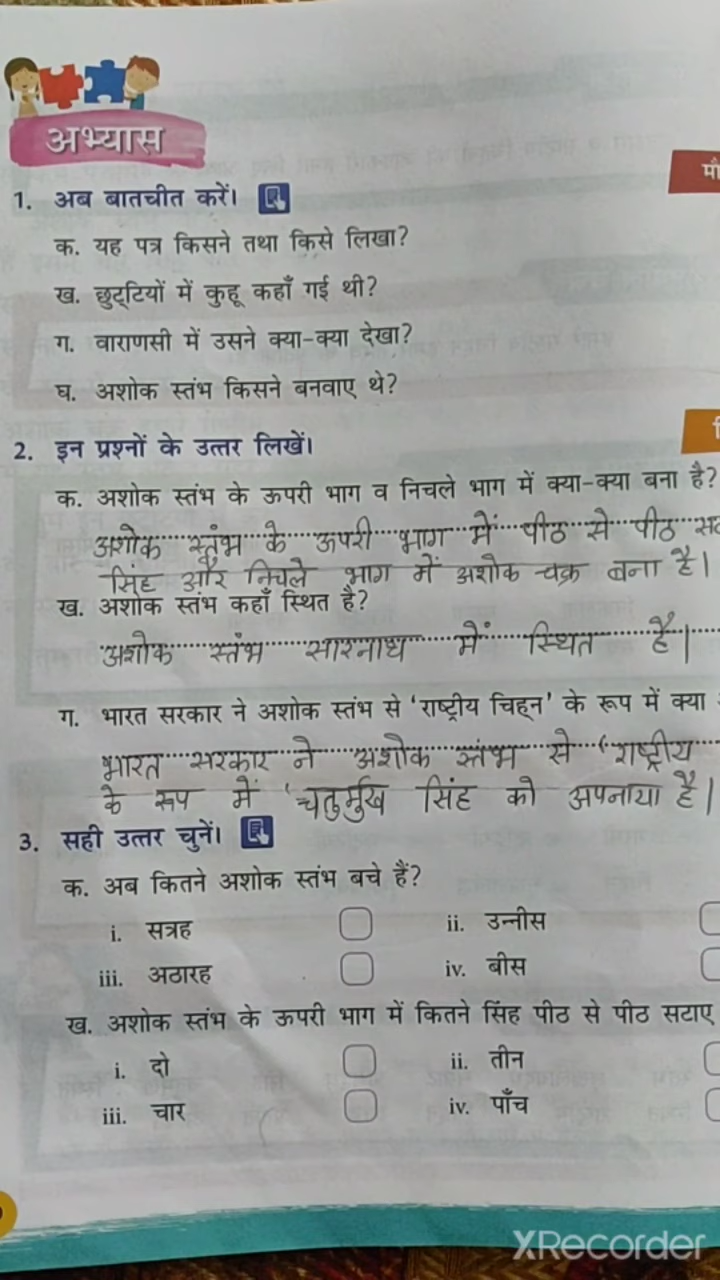 अभ्यास
1. अब बातचीत करें।
क. यह पत्र किसने तथा किसे लिखा?
ख. छुट्टियों में कुहू कहाँ गई थी?
ग. वाराणसी में उसने क्या-क्या देखा?
घ. अशोक स्तंभ किसने बनवाए थे?
2. इन प्रश्नों के उत्तर लिखें।
क. अशोक स्तंभ के ऊपरी भाग व निचले भाग में क्या-क्या बना है?
अशोक स्तंभ के ऊपरी भाग में पीठ से पीठ
सिंह और निचले भाग में अशोक चक्र बना है।
ख. अशोक स्तंभ कहाँ स्थित है?
अशोक स्तंभ सारनाथ में स्थित है।
ग. भारत सरकार ने अशोक स्तंभ से 'राष्ट्रीय चिह्न' के रूप में क्या
भारत सरकार ने अशोक स्तंभ से 'राष्ट्रीय
के रूप में 'चतुर्मुख सिंह को अपनाया है।
3. सही उत्तर चुनें।
क. अब कितने अशोक स्तंभ बचे हैं?
i. सत्रह ii. उन्नीस
iii. अठारह iv. बीस
ख. अशोक स्तंभ के ऊपरी भाग में कितने सिंह पीठ से पीठ सटाए
i. दो ii. तीन
iii. चार iv. पाँच
XRecorder